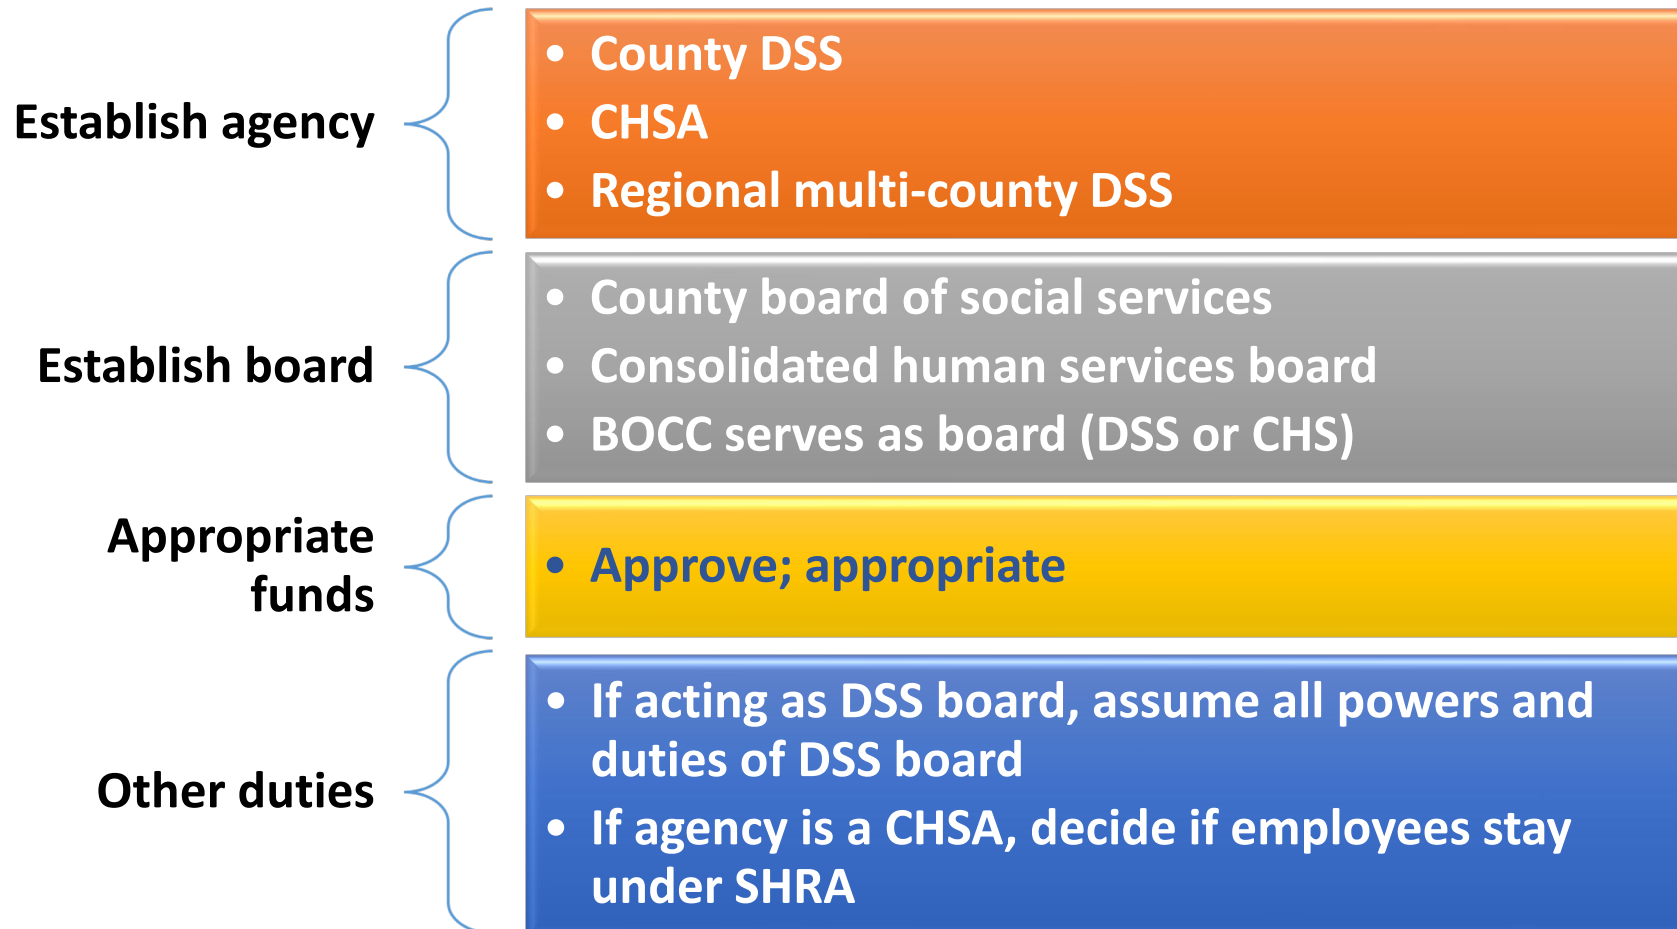 Establish agency
• County DSS
• CHSA
• Regional multi-county DSS
Establish board
• County board of social services
• Consolidated human services board
• BOCC serves as board (DSS or CHS)
Appropriate
funds
• Approve; appropriate
Other duties
• If acting as DSS board, assume all powers and
duties of DSS board
• If agency is a CHSA, decide if employees stay
under SHRA